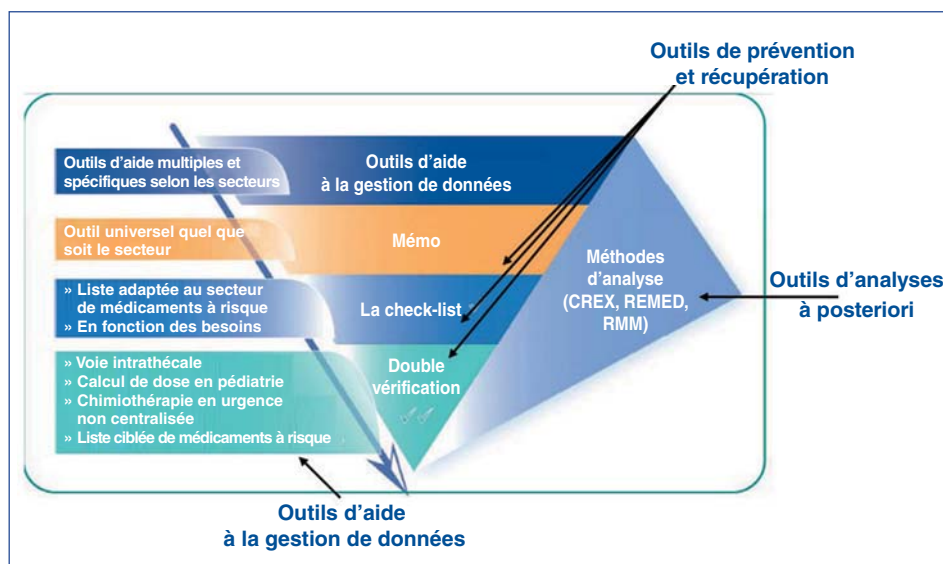 Outils de prévention
et récupération
Outils d'aide multiples et
spécifiques selon les secteurs
Outils d'aide
à la gestion de données
Outil universel quel que
soit le secteur
Mémo
» Liste adaptée au secteur
de médicaments à risque
» En fonction des besoins
La check-list
Méthodes
d'analyse
(CREX, REMED,
RMM)
Outils d'analyses
à posteriori
» Voie intrathécale
» Calcul de dose en pédiatrie
» Chimiothérapie en urgence
non centralisée
» Liste ciblée de médicaments à risque
Double
vérification
Outils d'aide
à la gestion de données